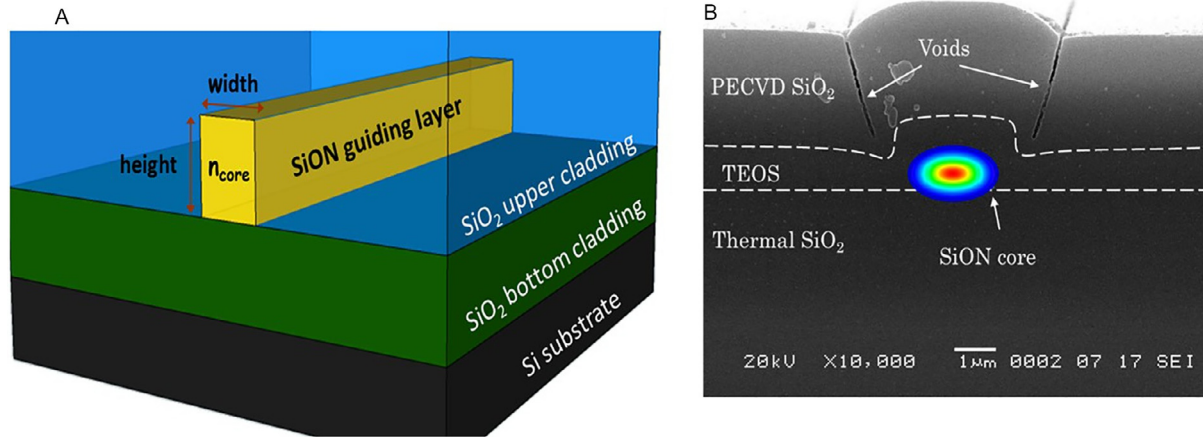 A
width
height
n_core
SiON guiding layer
SiO₂ upper cladding
SiO₂ bottom cladding
Si substrate
B
Voids
PECVD SiO₂
TEOS
Thermal SiO₂
SiON core
20kV X10,000 1μm 0002 07 17 SEI